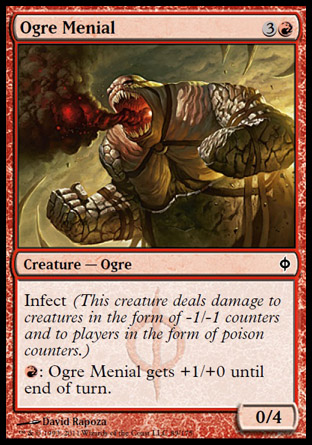 Ogre Menial 3
Creature — Ogre
Infect (This creature deals damage to
creatures in the form of -1/-1 counters
and to players in the form of poison
counters.)
: Ogre Menial gets +1/+0 until
end of turn.
David Rapoza
0/4